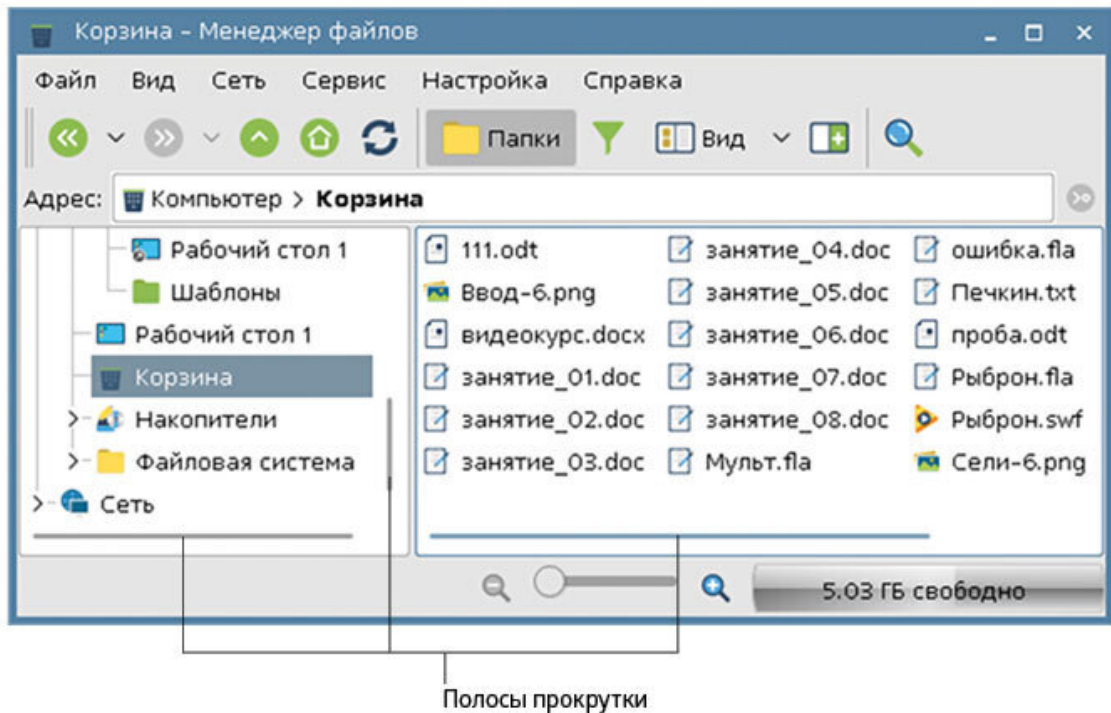 Корзина – Менеджер файлов
Файл Вид Сеть Сервис Настройка Справка
Папки Вид
Адрес: Компьютер > Корзина
Рабочий стол 1
Шаблоны
Рабочий стол 1
Корзина
Накопители
Файловая система
Сеть
111.odt
Ввод-6.png
видеокурс.docx
занятие_01.doc
занятие_02.doc
занятие_03.doc
занятие_04.doc
занятие_05.doc
занятие_06.doc
занятие_07.doc
занятие_08.doc
Мульт.fla
ошибка.fla
Печкин.txt
проба.odt
Рыброн.fla
Рыброн.swf
Сели-6.png
5.03 ГБ свободно
Полосы прокрутки